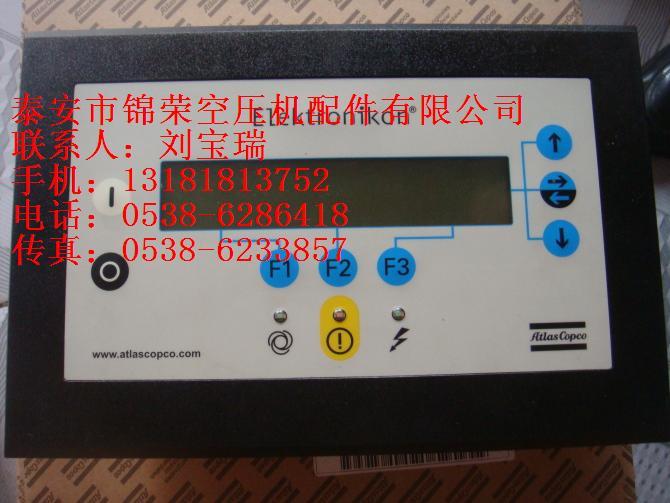 泰安市锦荣空压机配件有限公司
Elektronikon®
联系人：刘宝瑞
手机：13181813752
电话：0538-6286418
传真：0538-6233857
F1 F2 F3
www.atlascopco.com
Atlas Copco